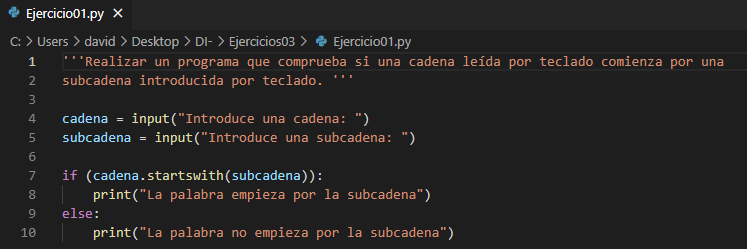 Ejercicio01.py ×
C: > Users > david > Desktop > DI- > Ejercicios03 > Ejercicio01.py
1 '''Realizar un programa que comprueba si una cadena leída por teclado comienza por una
2 subcadena introducida por teclado. '''
3
4 cadena = input("Introduce una cadena: ")
5 subcadena = input("Introduce una subcadena: ")
6
7 if (cadena.startswith(subcadena)):
8     print("La palabra empieza por la subcadena")
9 else:
10     print("La palabra no empieza por la subcadena")